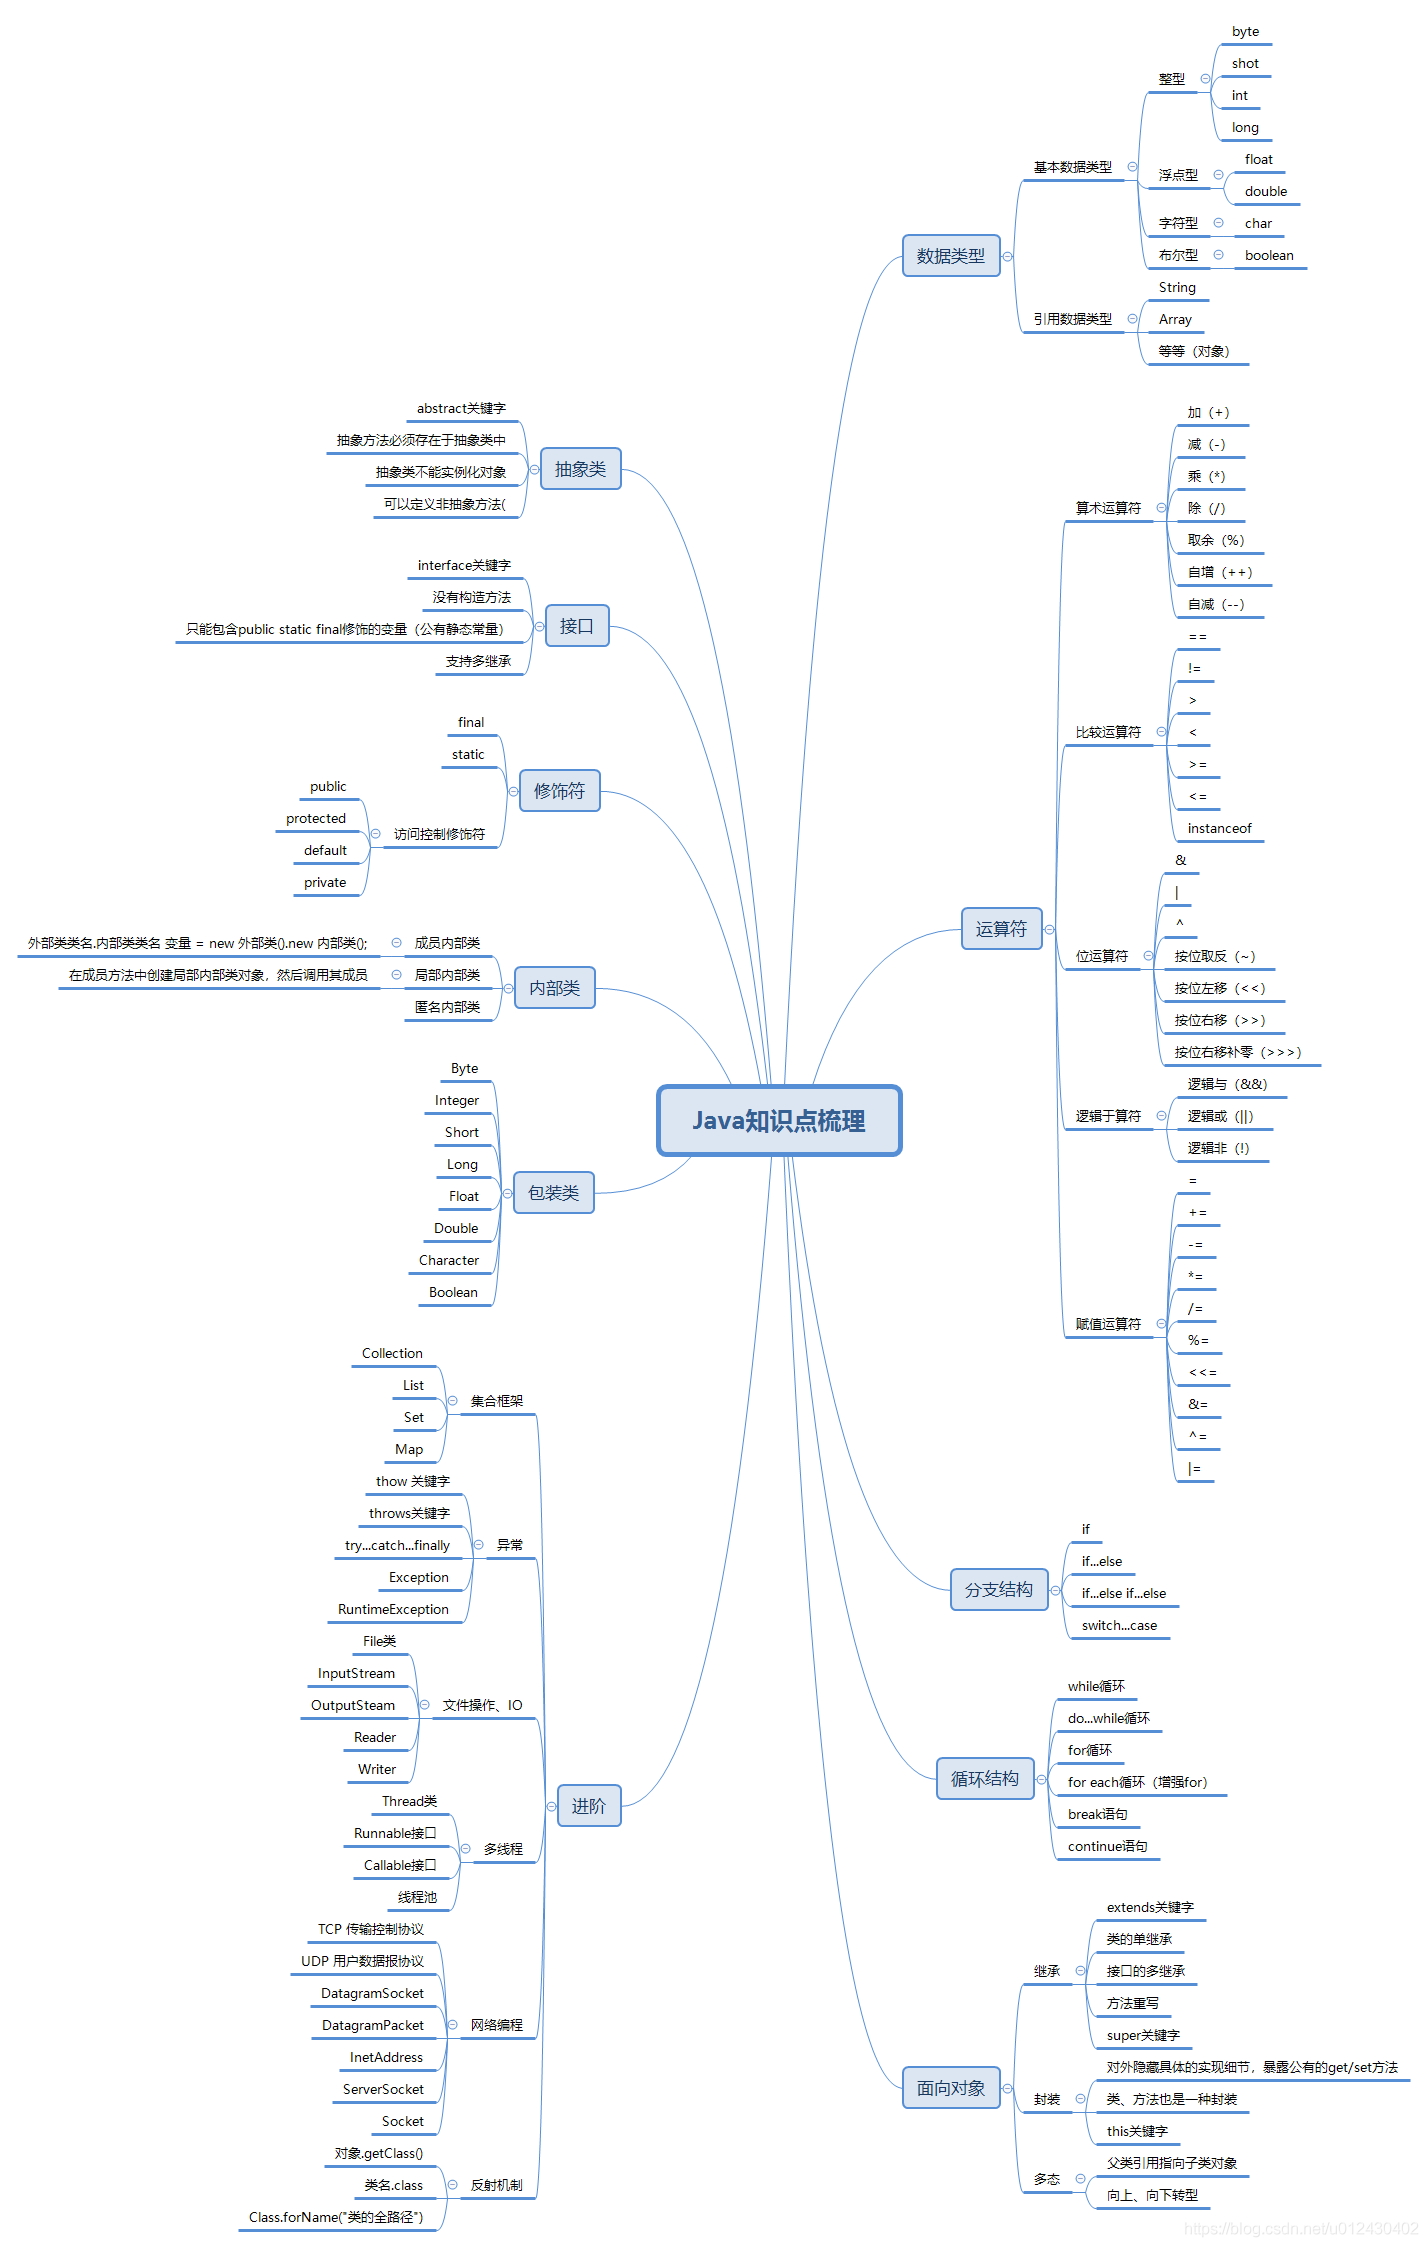 Java知识点梳理
数据类型
基本数据类型
整型
byte
shot
int
long
浮点型
float
double
字符型
char
布尔型
boolean
引用数据类型
String
Array
等等（对象）
运算符
算术运算符
加（+）
减（-）
乘（*）
除（/）
取余（%）
自增（++）
自减（--）
比较运算符
==
!=
>
<
>=
<=
instanceof
位运算符
&
|
^
按位取反（~）
按位左移（<<）
按位右移（>>）
按位右移补零（>>>）
逻辑于算符
逻辑与（&&）
逻辑或（||）
逻辑非（!）
赋值运算符
=
+=
-=
*=
/=
%=
<<=
&=
^=
|=
分支结构
if
if...else
if...else if...else
switch...case
循环结构
while循环
do...while循环
for循环
for each循环（增强for）
break语句
continue语句
面向对象
继承
extends关键字
类的单继承
接口的多继承
方法重写
super关键字
封装
对外隐藏具体的实现细节，暴露公有的get/set方法
类、方法也是一种封装
this关键字
多态
父类引用指向子类对象
向上、向下转型
抽象类
abstract关键字
抽象方法必须存在于抽象类中
抽象类不能实例化对象
可以定义非抽象方法(
接口
interface关键字
没有构造方法
只能包含public static final修饰的变量（公有静态常量）
支持多继承
修饰符
final
static
访问控制修饰符
public
protected
default
private
内部类
成员内部类
外部类类名.内部类类名 变量 = new 外部类().new 内部类();
局部内部类
在成员方法中创建局部内部类对象，然后调用其成员
匿名内部类
包装类
Byte
Integer
Short
Long
Float
Double
Character
Boolean
进阶
集合框架
Collection
List
Set
Map
异常
thow 关键字
throws关键字
try...catch...finally
Exception
RuntimeException
文件操作、IO
File类
InputStream
OutputSteam
Reader
Writer
多线程
Thread类
Runnable接口
Callable接口
线程池
网络编程
TCP 传输控制协议
UDP 用户数据报协议
DatagramSocket
DatagramPacket
InetAddress
ServerSocket
Socket
反射机制
对象.getClass()
类名.class
Class.forName("类的全路径")
https://blog.csdn.net/u012430402